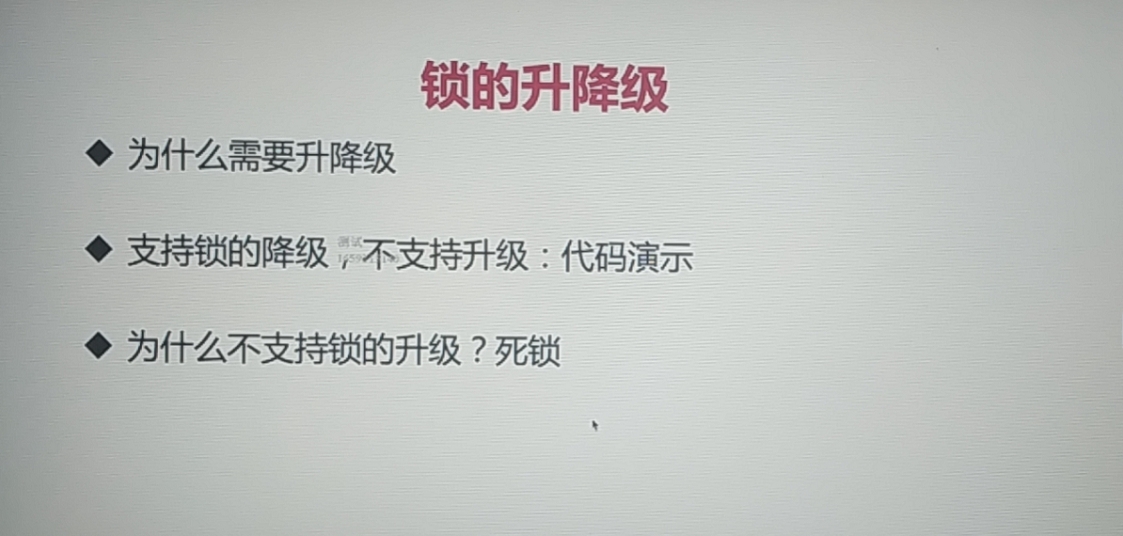 锁的升降级
◆ 为什么需要升降级
◆ 支持锁的降级，不支持升级：代码演示
测试
◆ 为什么不支持锁的升级？死锁